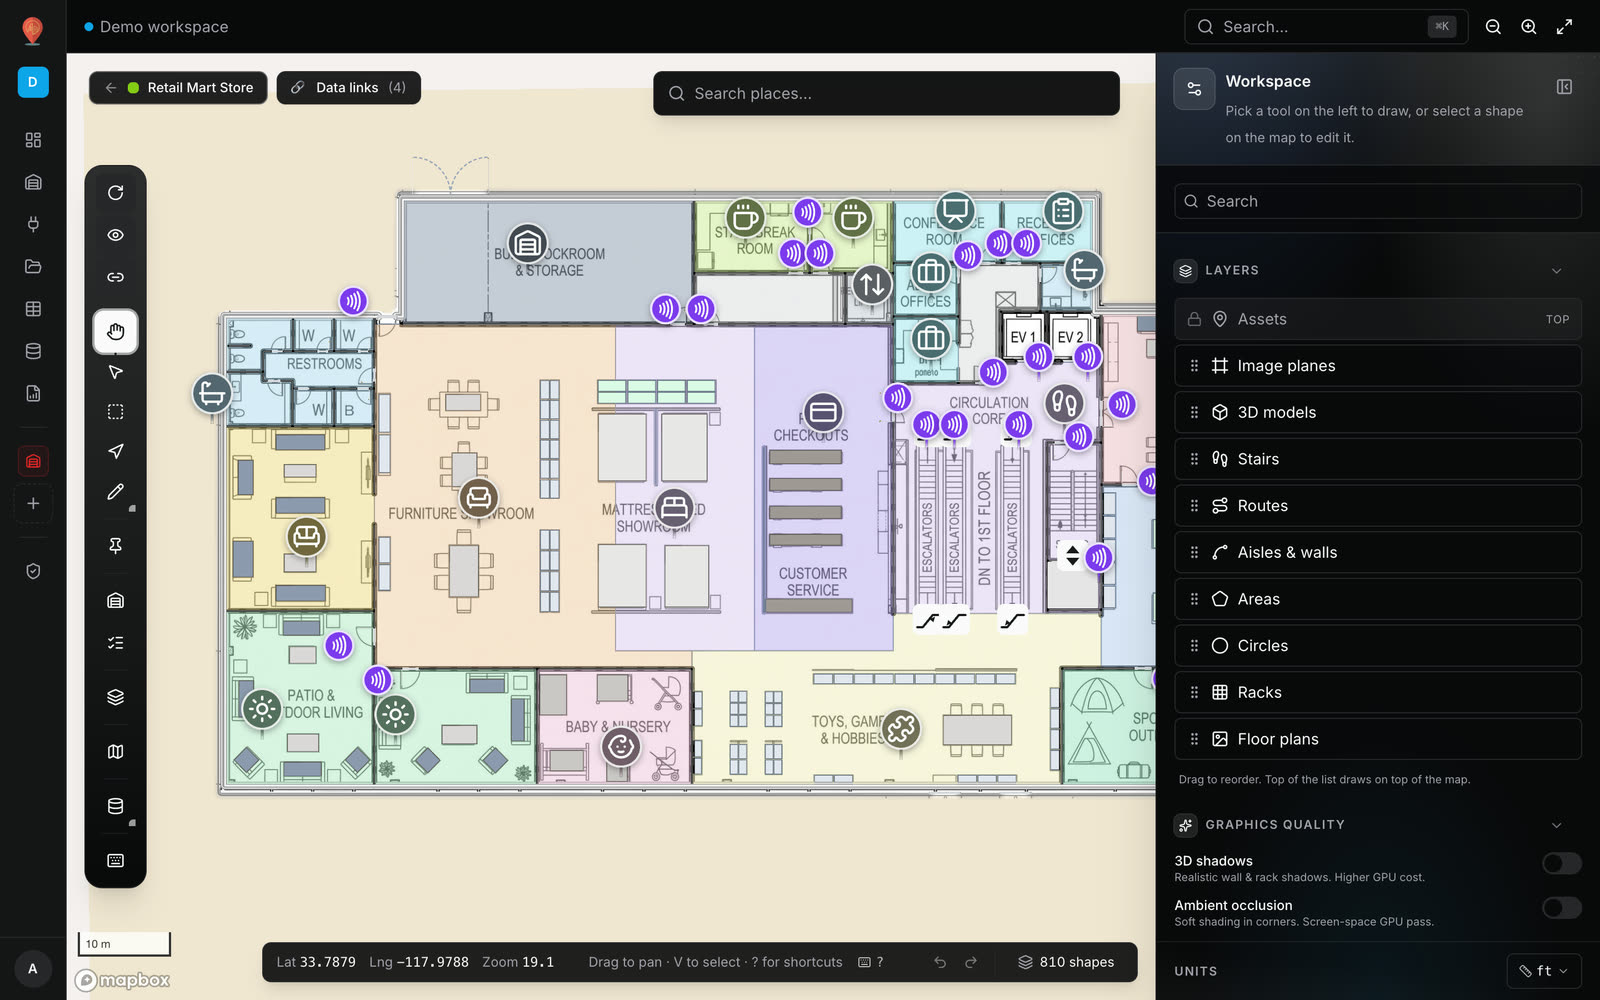 Demo workspace
Search...
⌘K
D
Retail Mart Store
Data links (4)
Search places...
Workspace
Pick a tool on the left to draw, or select a shape
on the map to edit it.
Search
LAYERS
Assets
TOP
Image planes
3D models
Stairs
Routes
Aisles & walls
Areas
Circles
Racks
Floor plans
Drag to reorder. Top of the list draws on top of the map.
GRAPHICS QUALITY
3D shadows
Realistic wall & rack shadows. Higher GPU cost.
Ambient occlusion
Soft shading in corners. Screen-space GPU pass.
UNITS
ft
& STORAGE
ROOM
ROOM
OFFICES
EV 1
EV 2
W
W
RESTROOMS
W
B
CIRCULATION
CHECKOUTS
FURNITURE
CUSTOMER
SERVICE
ESCALATORS
ESCALATORS
DN TO 1ST FLOOR
ESCALATORS
PATIO &
LIVING
BABY & NURSERY
& HOBBIES
10 m
mapbox
Lat 33.7879 Lng −117.9788 Zoom 19.1
Drag to pan · V to select · ? for shortcuts
?
810 shapes
A